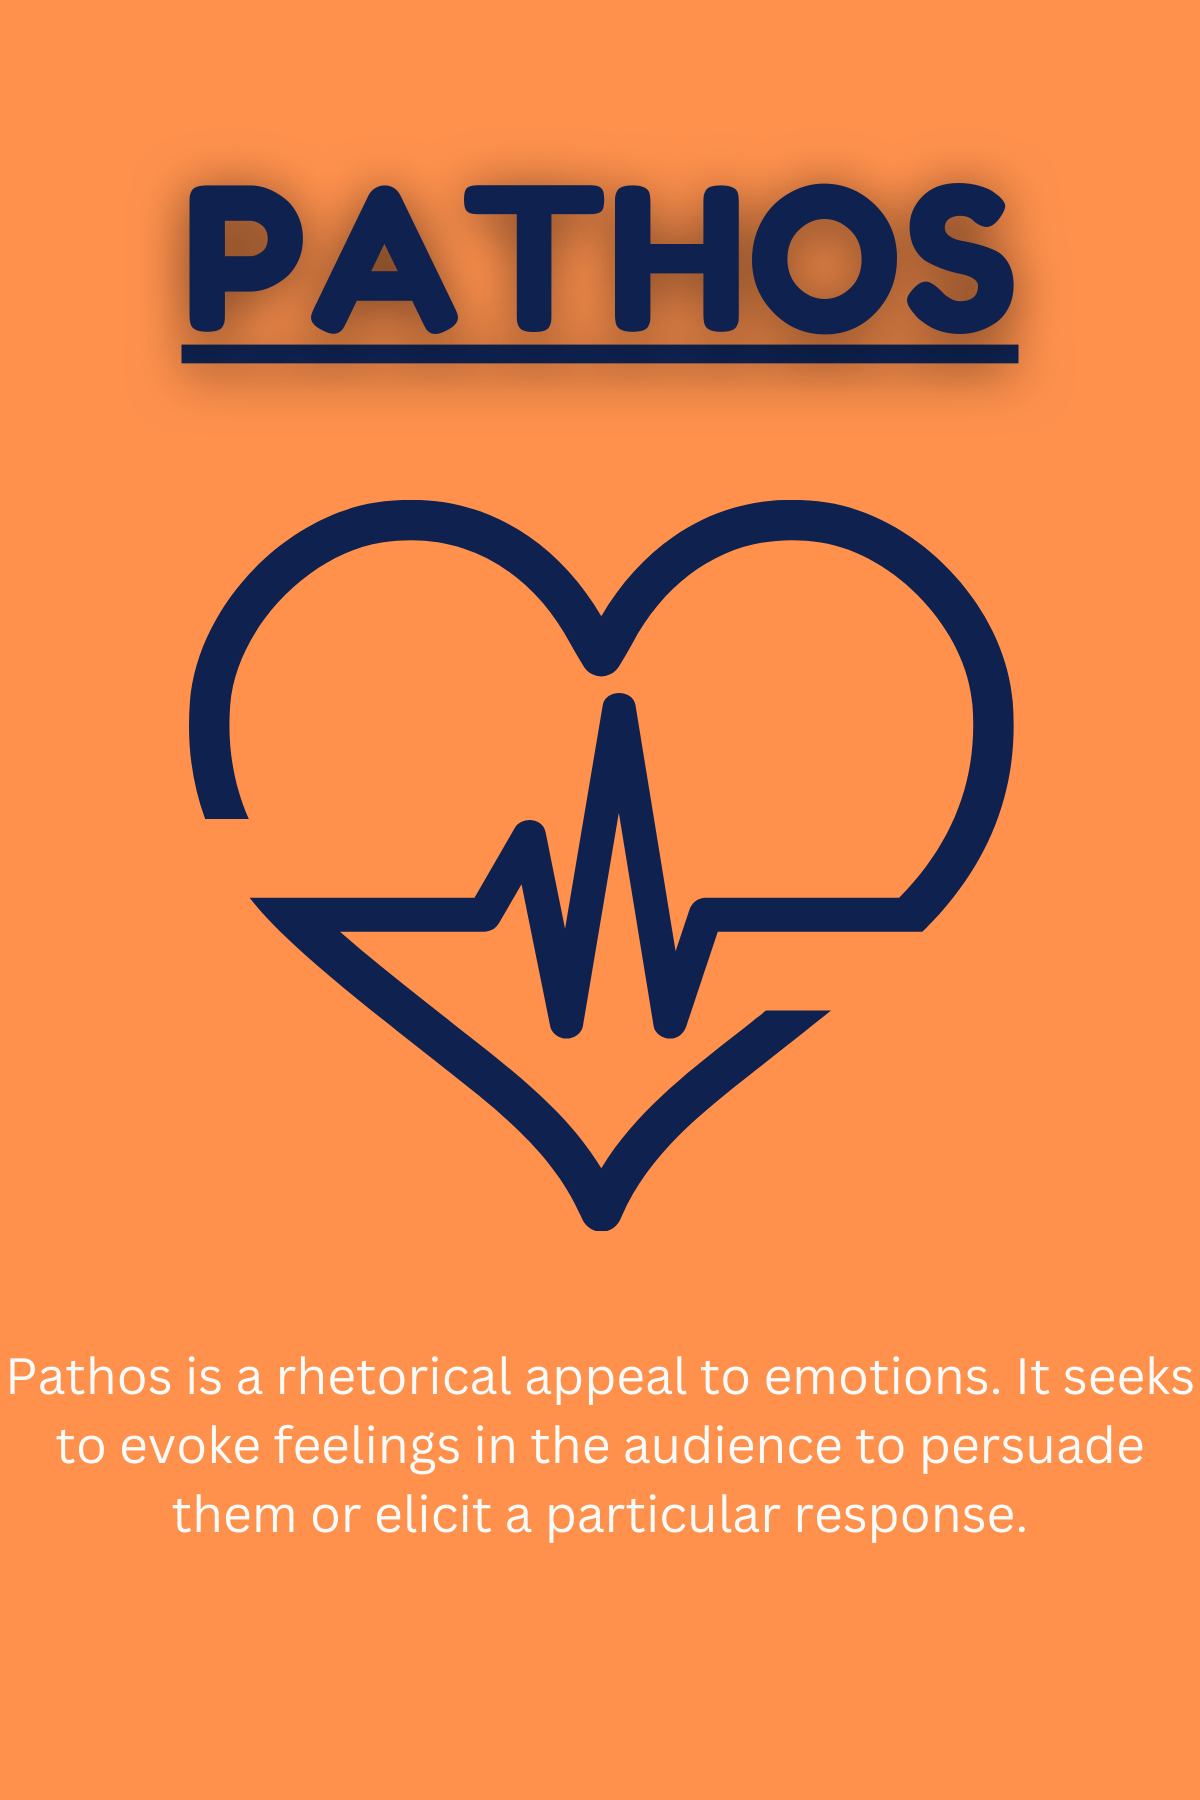 PATHOS
Pathos is a rhetorical appeal to emotions. It seeks
to evoke feelings in the audience to persuade
them or elicit a particular response.